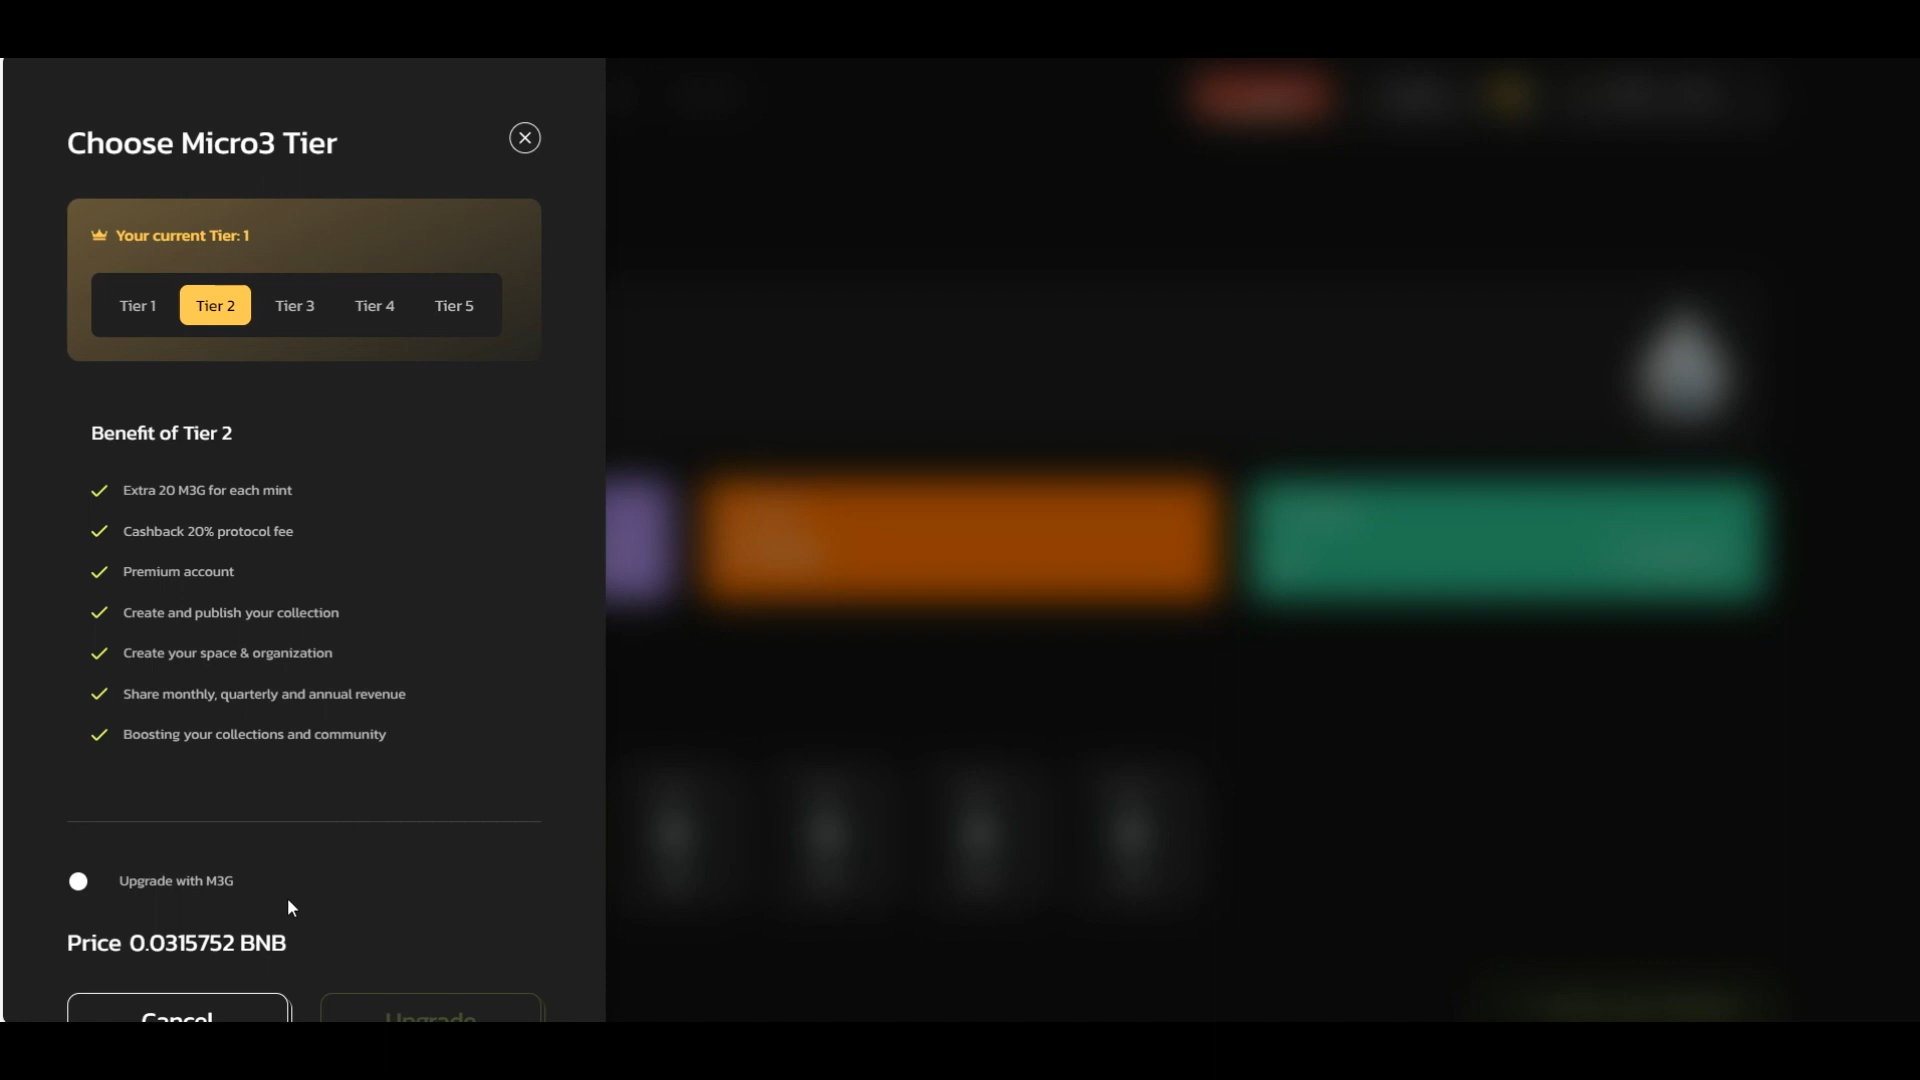 Choose Micro3 Tier
Your current Tier: 1
Tier 1 Tier 2 Tier 3 Tier 4 Tier 5
Benefit of Tier 2
Extra 20 M3G for each mint
Cashback 20% protocol fee
Premium account
Create and publish your collection
Create your space & organization
Share monthly, quarterly and annual revenue
Boosting your collections and community
Upgrade with M3G
Price 0.0315752 BNB
Cancel Upgrade